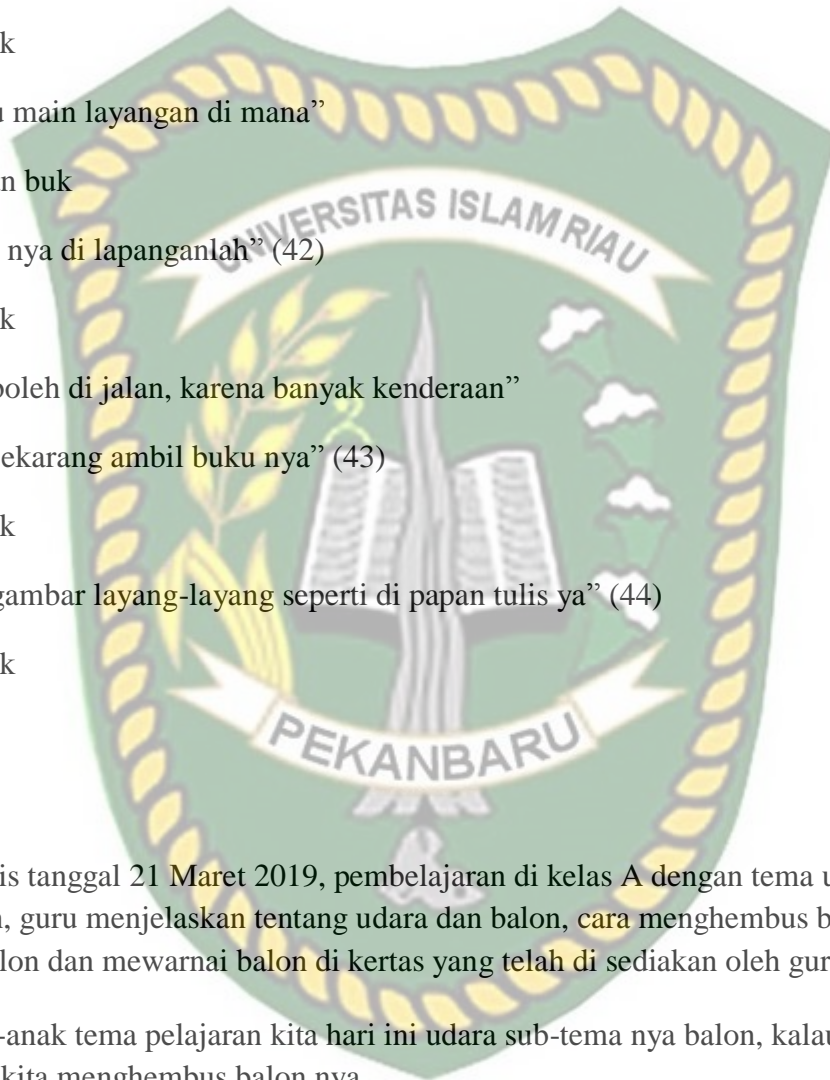 k
main layangan di mana”
n buk
nya di lapanganlah” (42)
UNIVERSITAS ISLAM RIAU
k
boleh di jalan, karena banyak kenderaan”
ekarang ambil buku nya” (43)
k
gambar layang-layang seperti di papan tulis ya” (44)
k
PEKANBARU
is tanggal 21 Maret 2019, pembelajaran di kelas A dengan tema u
, guru menjelaskan tentang udara dan balon, cara menghembus b
lon dan mewarnai balon di kertas yang telah di sediakan oleh gur
-anak tema pelajaran kita hari ini udara sub-tema nya balon, kalau
kita menghembus balon nya